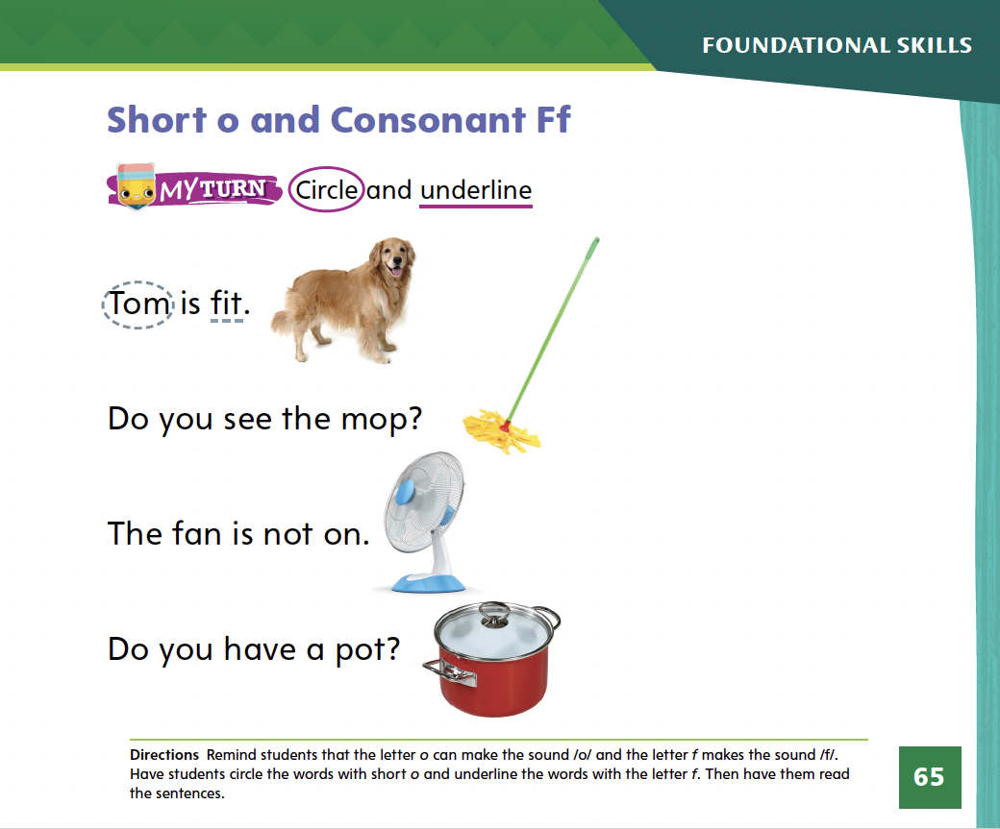 FOUNDATIONAL SKILLS
Short o and Consonant Ff
MY TURN Circle and underline
Tom is fit.
Do you see the mop?
The fan is not on.
Do you have a pot?
Directions Remind students that the letter o can make the sound /o/ and the letter f makes the sound /f/.
Have students circle the words with short o and underline the words with the letter f. Then have them read
the sentences.
65